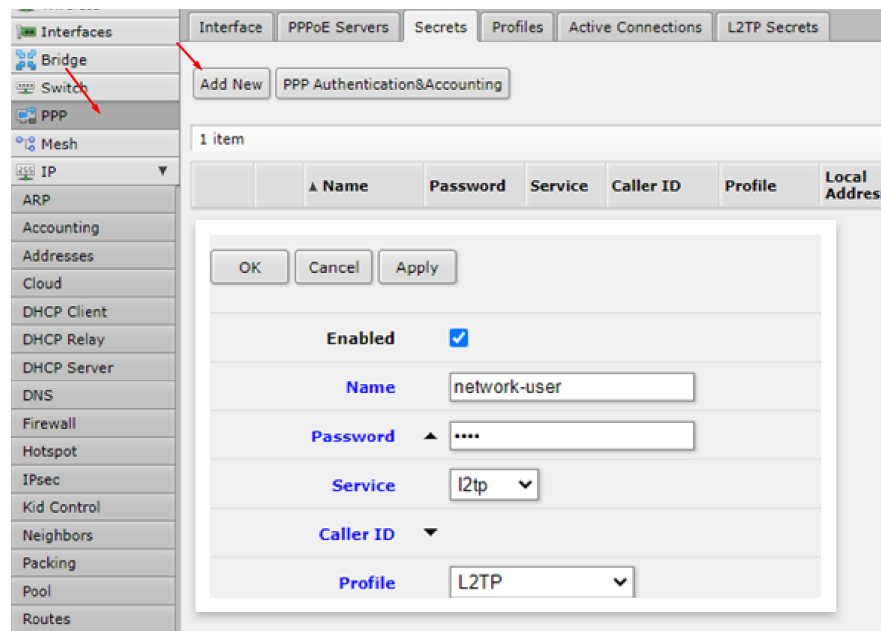 Interfaces
Bridge
Switch
PPP
Mesh
IP
ARP
Accounting
Addresses
Cloud
DHCP Client
DHCP Relay
DHCP Server
DNS
Firewall
Hotspot
IPsec
Kid Control
Neighbors
Packing
Pool
Routes
Interface PPPoE Servers Secrets Profiles Active Connections L2TP Secrets
Add New PPP Authentication&Accounting
1 item
▲ Name Password Service Caller ID Profile Local
Addres
OK Cancel Apply
Enabled
Name network-user
Password ••••
Service l2tp
Caller ID
Profile L2TP